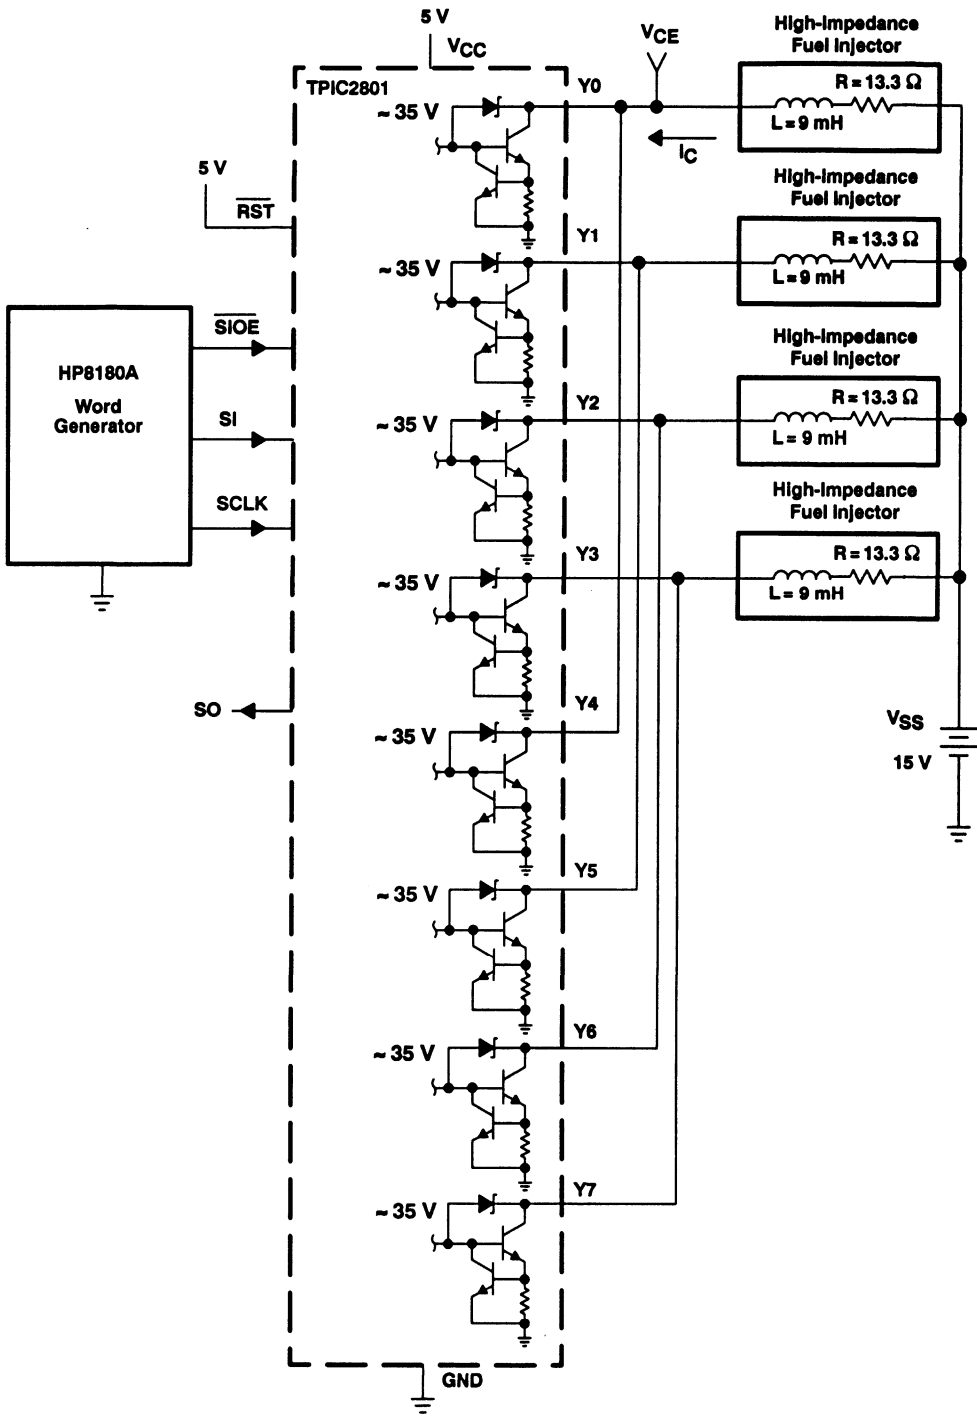 5 V
VCC
TPIC2801
5 V
RST
HP8180A
Word
Generator
SIOE
SI
SCLK
SO
~ 35 V
Y0
~ 35 V
Y1
~ 35 V
Y2
~ 35 V
Y3
~ 35 V
Y4
~ 35 V
Y5
~ 35 V
Y6
~ 35 V
Y7
GND
VCE
IC
High-Impedance
Fuel Injector
R = 13.3 Ω
L = 9 mH
High-Impedance
Fuel Injector
R = 13.3 Ω
L = 9 mH
High-Impedance
Fuel Injector
R = 13.3 Ω
L = 9 mH
High-Impedance
Fuel Injector
R = 13.3 Ω
L = 9 mH
VSS
15 V